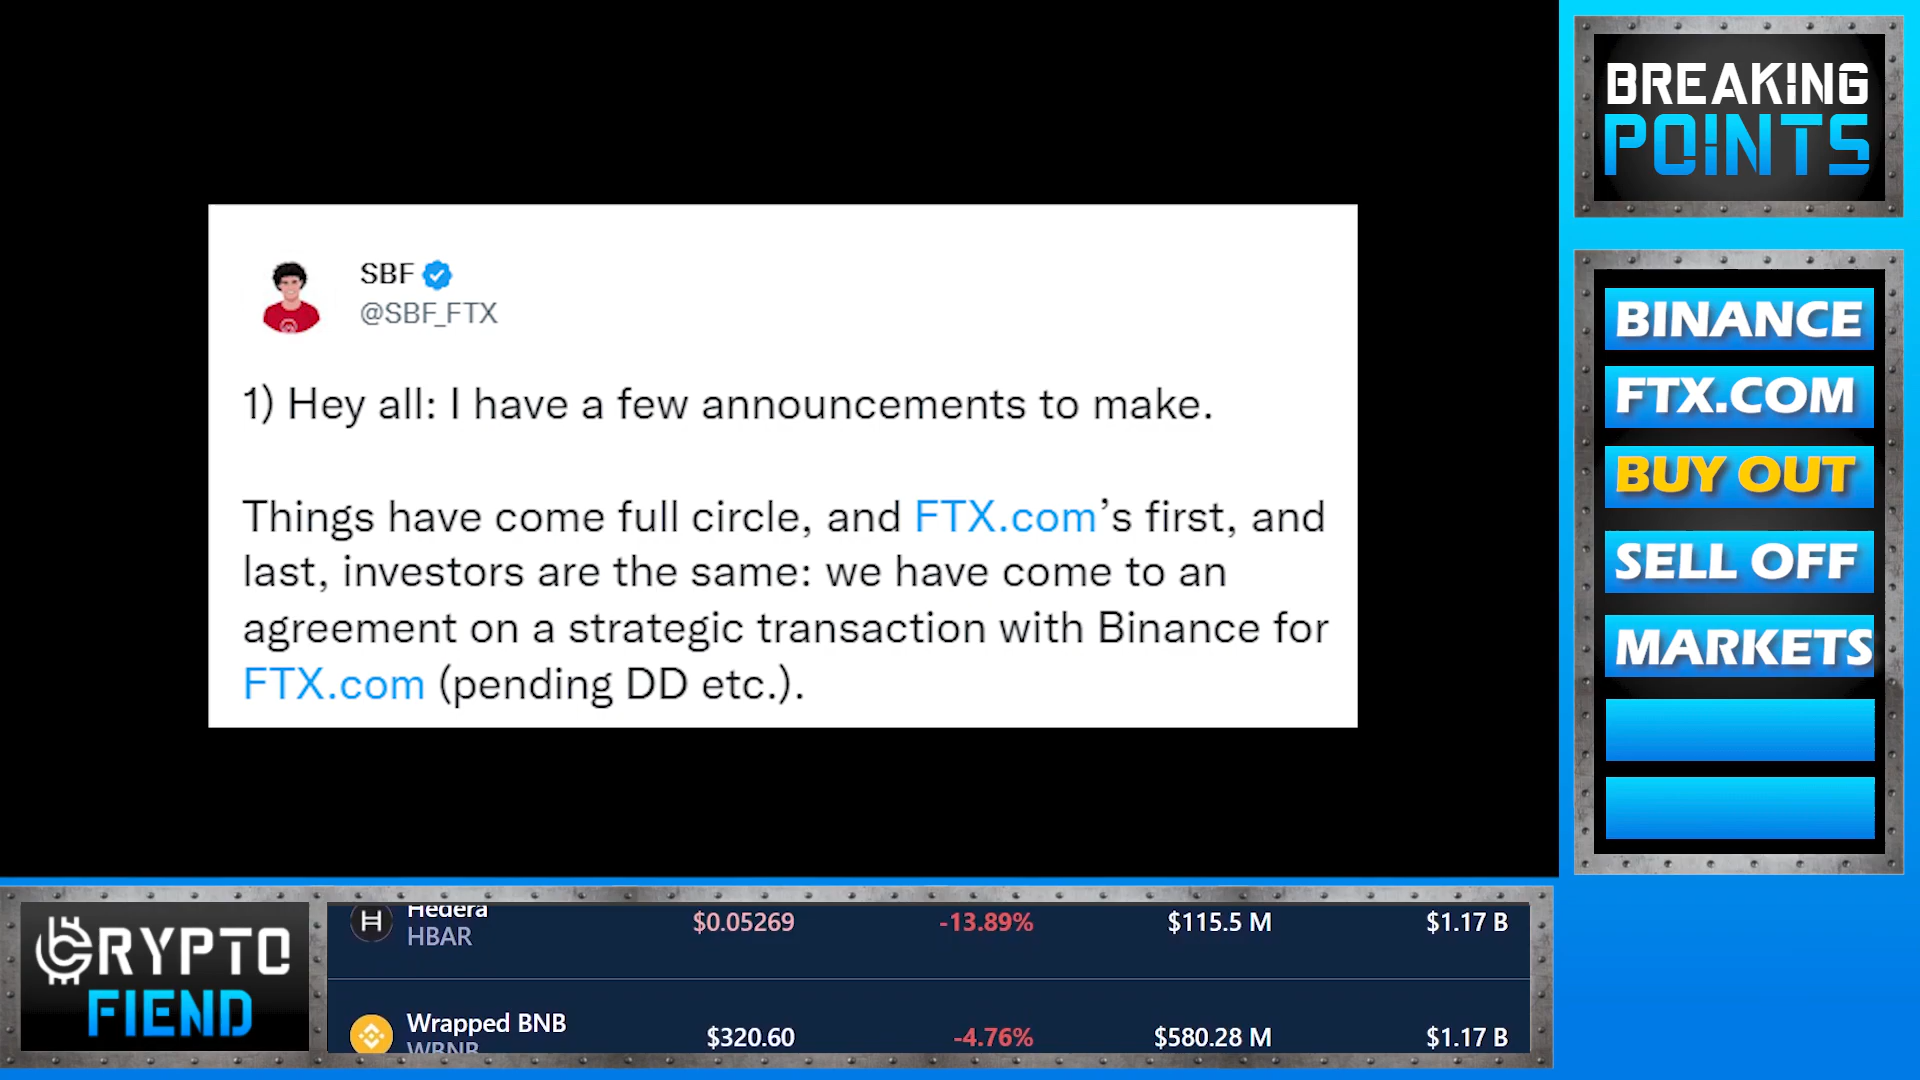 BREAKING
POINTS
SBF
@SBF_FTX
1) Hey all: I have a few announcements to make.
Things have come full circle, and FTX.com’s first, and
last, investors are the same: we have come to an
agreement on a strategic transaction with Binance for
FTX.com (pending DD etc.).
BINANCE
FTX.COM
BUY OUT
SELL OFF
MARKETS
CRYPTO
FIEND
Hedera
HBAR
$0.05269
-13.89%
$115.5 M
$1.17 B
Wrapped BNB
WBNB
$320.60
-4.76%
$580.28 M
$1.17 B